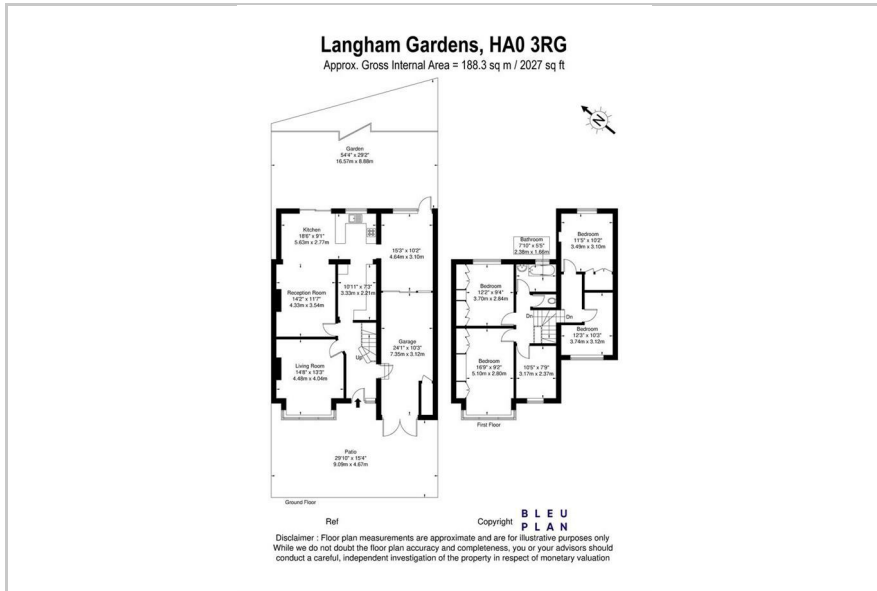 Langham Gardens, HA0 3RG
Approx. Gross Internal Area = 188.3 sq m / 2027 sq ft
N
Garden
54'4" x 29'2"
16.57m x 8.88m
Kitchen
18'6" x 9'1"
5.63m x 2.77m
15'3" x 10'2"
4.64m x 3.10m
10'11" x 7'3"
3.33m x 2.21m
Reception Room
14'2" x 11'7"
4.33m x 3.54m
Garage
24'1" x 10'3"
7.35m x 3.12m
Up
Living Room
14'8" x 13'3"
4.48m x 4.04m
Patio
29'10" x 15'4"
9.09m x 4.67m
Ground Floor
Bedroom
11'5" x 10'2"
3.49m x 3.10m
Bathroom
7'10" x 5'5"
2.38m x 1.66m
Bedroom
12'2" x 9'4"
3.70m x 2.84m
Dn
Dn
Bedroom
12'3" x 10'3"
3.74m x 3.12m
Bedroom
16'9" x 9'2"
5.10m x 2.80m
10'5" x 7'9"
3.17m x 2.37m
First Floor
Ref
Copyright
BLEU
PLAN
Disclaimer : Floor plan measurements are approximate and are for illustrative purposes only
While we do not doubt the floor plan accuracy and completeness, you or your advisors should
conduct a careful, independent investigation of the property in respect of monetary valuation